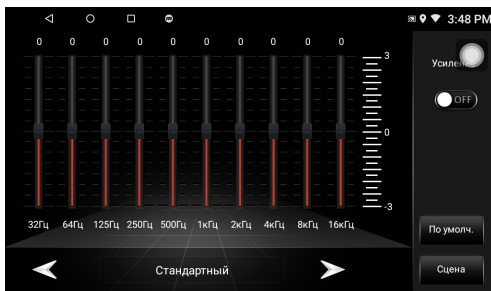 3:48 PM
0 0 0 0 0 0 0 0 0 0
3
0
-3
32Гц 64Гц 125Гц 250Гц 500Гц 1кГц 2кГц 4кГц 8кГц 16кГц
Стандартный
OFF
По умолч.
Сцена